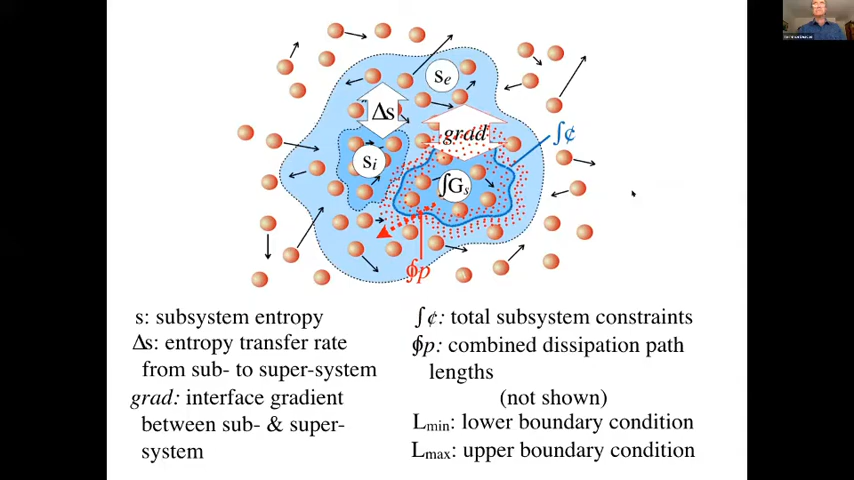 Se
Δs
grad
∫¢
si
∫Gs
∮p
s: subsystem entropy
Δs: entropy transfer rate
from sub- to super-system
grad: interface gradient
between sub- & super-
system
∫¢: total subsystem constraints
∮p: combined dissipation path
lengths
(not shown)
Lmin: lower boundary condition
Lmax: upper boundary condition